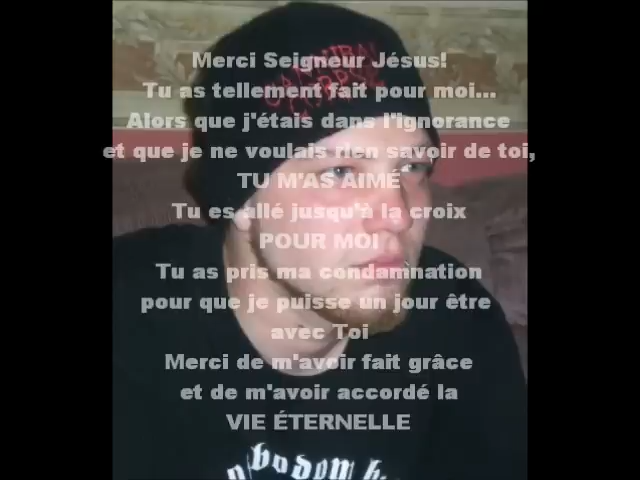 Merci Seigneur Jésus!
Tu as tellement fait pour moi...
Alors que j'étais dans l'ignorance
et que je ne voulais rien savoir de toi,
TU M'AS AIMÉ
Tu es allé jusqu'à la croix
POUR MOI
Tu as pris ma condamnation
pour que je puisse un jour être
avec Toi
Merci de m'avoir fait grâce
et de m'avoir accordé la
VIE ÉTERNELLE
CANNIBAL
CORPSE
bodom